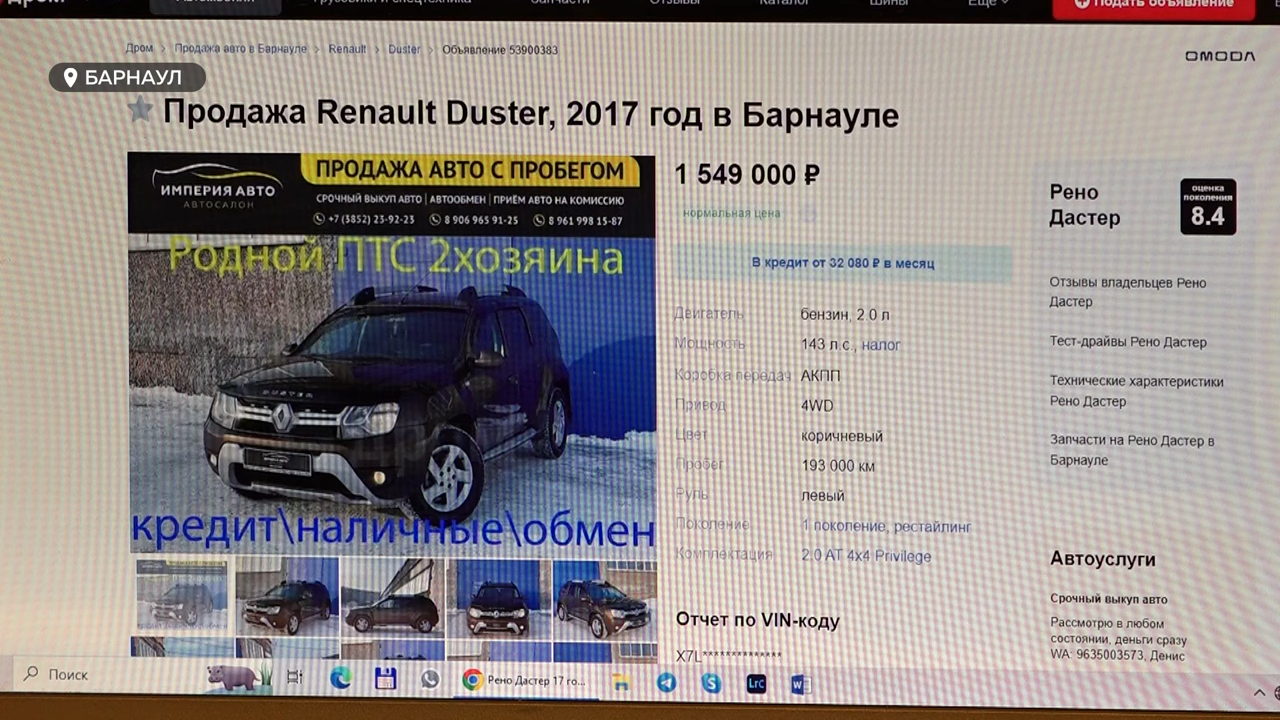 Подать объявление
Дром > Продажа авто в Барнауле > Renault > Duster > Объявление 53900383
OMODA
БАРНАУЛ
Продажа Renault Duster, 2017 год в Барнауле
ИМПЕРИЯ АВТО
АВТОСАЛОН
ПРОДАЖА АВТО С ПРОБЕГОМ
СРОЧНЫЙ ВЫКУП АВТО | АВТООБМЕН | ПРИЁМ АВТО НА КОМИССИЮ
+7 (3852) 23-92-23 8 906 965 91-25 8 961 998 15-87
Родной ПТС 2хозяина
DUSTER
ИМПЕРИЯ АВТО
кредит\наличные\обмен
1 549 000 ₽
нормальная цена
В кредит от 32 080 ₽ в месяц
Двигатель бензин, 2.0 л
Мощность 143 л.с., налог
Коробка передач АКПП
Привод 4WD
Цвет коричневый
Пробег 193 000 км
Руль левый
Поколение 1 поколение, рестайлинг
Комплектация 2.0 AT 4x4 Privilege
Отчет по VIN-коду
X7L**************
Рено
Дастер
оценка
поколения
8.4
Отзывы владельцев Рено
Дастер
Тест-драйвы Рено Дастер
Технические характеристики
Рено Дастер
Запчасти на Рено Дастер в
Барнауле
Автоуслуги
Срочный выкуп авто
Рассмотрю в любом
состоянии, деньги сразу
WA: 9635003573, Денис
Поиск
Рено Дастер 17 го...
LrC